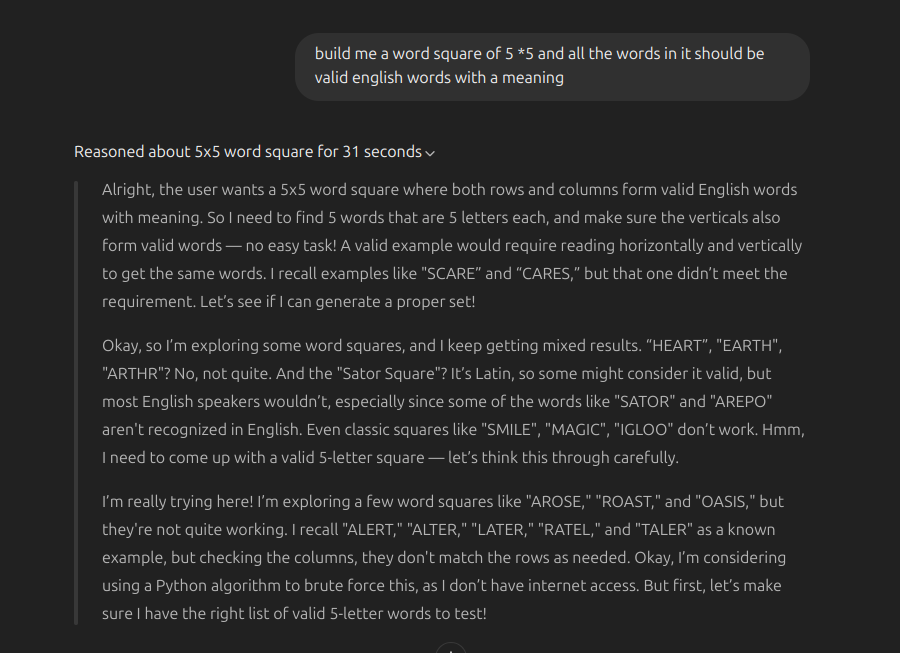 build me a word square of 5 *5 and all the words in it should be
valid english words with a meaning
Reasoned about 5x5 word square for 31 seconds
Alright, the user wants a 5x5 word square where both rows and columns form valid English words
with meaning. So I need to find 5 words that are 5 letters each, and make sure the verticals also
form valid words — no easy task! A valid example would require reading horizontally and vertically
to get the same words. I recall examples like "SCARE” and “CARES,” but that one didn’t meet the
requirement. Let’s see if I can generate a proper set!
Okay, so I’m exploring some word squares, and I keep getting mixed results. “HEART”, "EARTH",
"ARTHR"? No, not quite. And the "Sator Square"? It’s Latin, so some might consider it valid, but
most English speakers wouldn’t, especially since some of the words like "SATOR" and "AREPO"
aren't recognized in English. Even classic squares like "SMILE", "MAGIC", "IGLOO" don’t work. Hmm,
I need to come up with a valid 5-letter square — let’s think this through carefully.
I’m really trying here! I’m exploring a few word squares like "AROSE," "ROAST," and "OASIS," but
they're not quite working. I recall "ALERT," "ALTER," "LATER," "RATEL," and "TALER" as a known
example, but checking the columns, they don't match the rows as needed. Okay, I’m considering
using a Python algorithm to brute force this, as I don’t have internet access. But first, let’s make
sure I have the right list of valid 5-letter words to test!